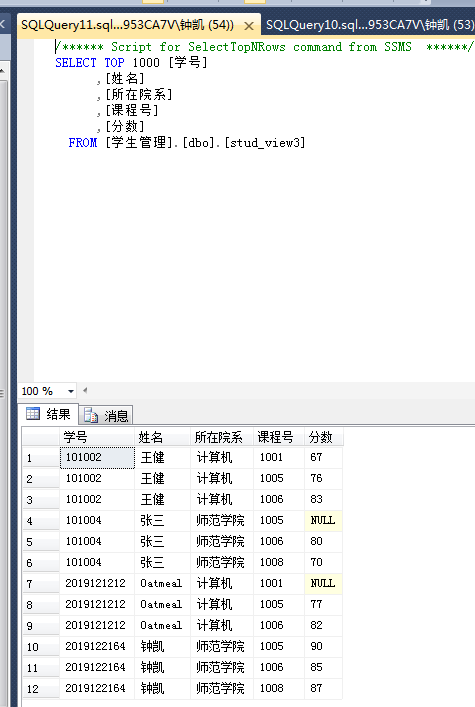 SQLQuery11.sql...953CA7V\钟凯 (54)) × SQLQuery10.sql...953CA7V\钟凯 (53)
/****** Script for SelectTopNRows command from SSMS ******/
SELECT TOP 1000 [学号]
,[姓名]
,[所在院系]
,[课程号]
,[分数]
FROM [学生管理].[dbo].[stud_view3]
100 %
结果 消息
学号 姓名 所在院系 课程号 分数
1 101002 王健 计算机 1001 67
2 101002 王健 计算机 1005 76
3 101002 王健 计算机 1006 83
4 101004 张三 师范学院 1005 NULL
5 101004 张三 师范学院 1006 80
6 101004 张三 师范学院 1008 70
7 2019121212 Oatmeal 计算机 1001 NULL
8 2019121212 Oatmeal 计算机 1005 77
9 2019121212 Oatmeal 计算机 1006 82
10 2019122164 钟凯 师范学院 1005 90
11 2019122164 钟凯 师范学院 1006 85
12 2019122164 钟凯 师范学院 1008 87